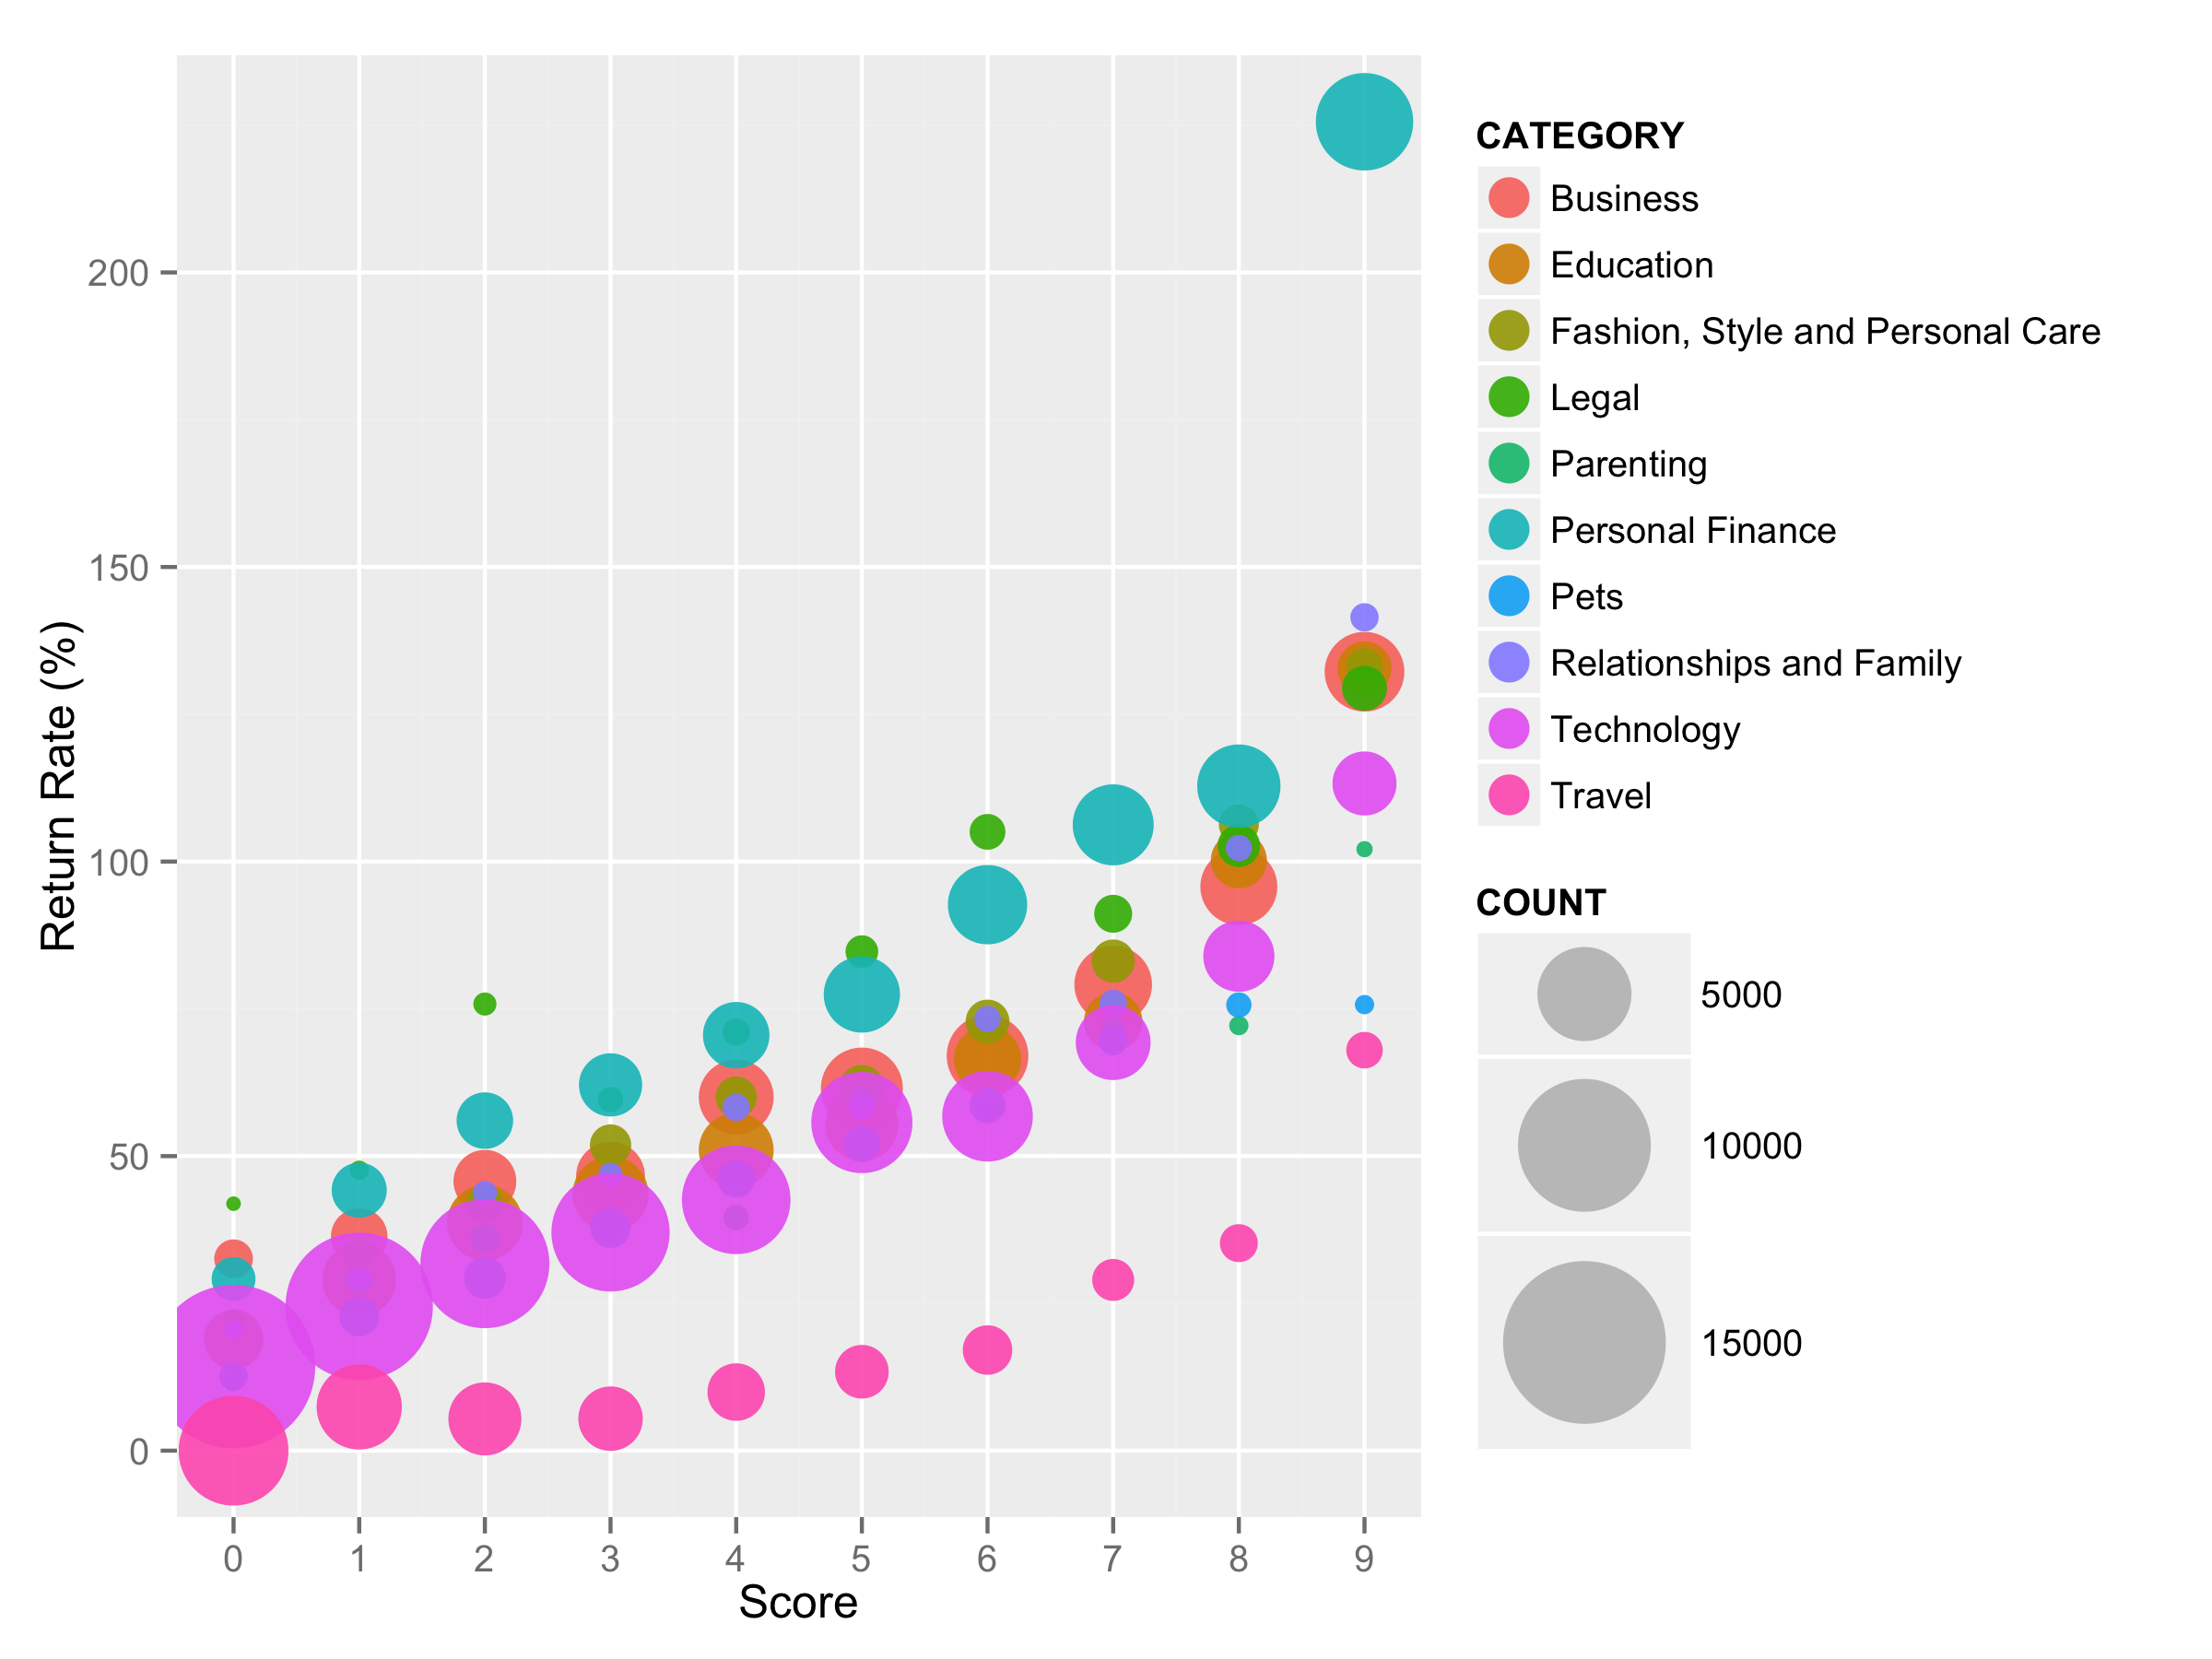 CATEGORY
Business
Education
Fashion, Style and Personal Care
Legal
Parenting
Personal Finance
Pets
Relationships and Family
Technology
Travel
COUNT
5000
10000
15000
Return Rate (%)
200
150
100
50
0
0 1 2 3 4 5 6 7 8 9
Score